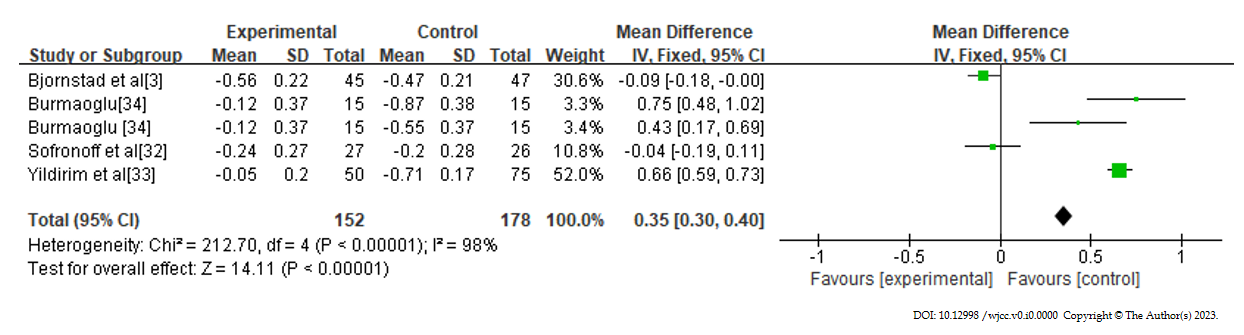 Experimental Control Mean Difference Mean Difference
Study or Subgroup Mean SD Total Mean SD Total Weight IV, Fixed, 95% CI IV, Fixed, 95% CI
Bjornstad et al[3] -0.56 0.22 45 -0.47 0.21 47 30.6% -0.09 [-0.18, -0.00]
Burmaoglu[34] -0.12 0.37 15 -0.87 0.38 15 3.3% 0.75 [0.48, 1.02]
Burmaoglu [34] -0.12 0.37 15 -0.55 0.37 15 3.4% 0.43 [0.17, 0.69]
Sofronoff et al[32] -0.24 0.27 27 -0.2 0.28 26 10.8% -0.04 [-0.19, 0.11]
Yildirim et al[33] -0.05 0.2 50 -0.71 0.17 75 52.0% 0.66 [0.59, 0.73]
Total (95% CI) 152 178 100.0% 0.35 [0.30, 0.40]
Heterogeneity: Chi² = 212.70, df = 4 (P < 0.00001); I² = 98%
Test for overall effect: Z = 14.11 (P < 0.00001)
-1 -0.5 0 0.5 1
Favours [experimental] Favours [control]
DOI: 10.12998 /wjcc.v0.i0.0000 Copyright © The Author(s) 2023.